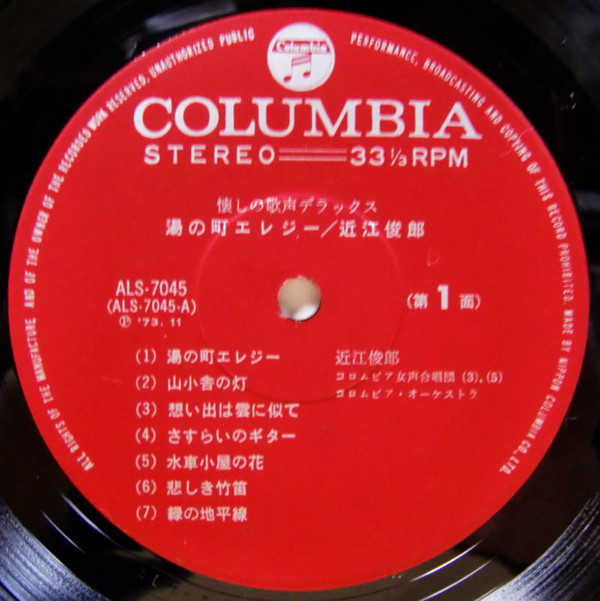 ALL RIGHTS OF THE MANUFACTURE AND OF THE OWNER OF THE RECORDED WORK RESERVED, UNAUTHORIZED PUBLIC PERFORMANCE, BROADCASTING AND COPYING OF THIS RECORD PROHIBITED. MADE BY NIPPON COLUMBIA CO., LTD.
Columbia
COLUMBIA
STEREO 33 1/3 RPM
懐しの歌声デラックス
湯の町エレジー/近江俊郎
ALS-7045
(ALS-7045-A)
℗ '73. 11
(第 1 面)
(1) 湯の町エレジー 近江俊郎
(2) 山小舎の灯 コロムビア女声合唱団 (3). (5)
コロムビア・オーケストラ
(3) 想い出は雲に似て
(4) さすらいのギター
(5) 水車小屋の花
(6) 悲しき竹笛
(7) 緑の地平線